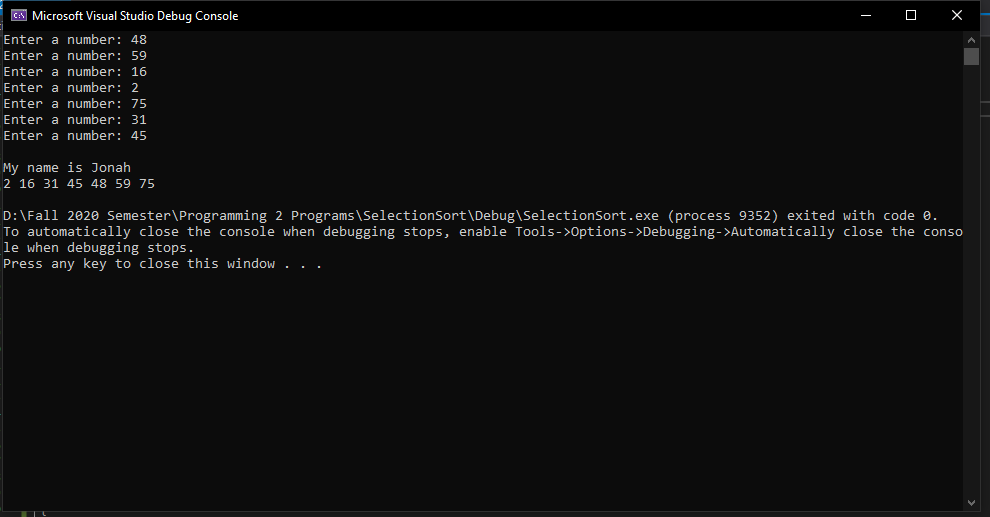 Microsoft Visual Studio Debug Console
Enter a number: 48
Enter a number: 59
Enter a number: 16
Enter a number: 2
Enter a number: 75
Enter a number: 31
Enter a number: 45
My name is Jonah
2 16 31 45 48 59 75
D:\Fall 2020 Semester\Programming 2 Programs\SelectionSort\Debug\SelectionSort.exe (process 9352) exited with code 0.
To automatically close the console when debugging stops, enable Tools->Options->Debugging->Automatically close the conso
le when debugging stops.
Press any key to close this window . . .